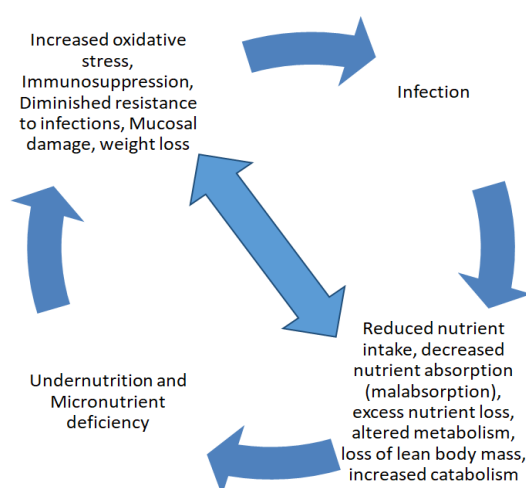 Increased oxidative
stress,
Immunosuppression,
Diminished resistance
to infections, Mucosal
damage, weight loss
Infection
Reduced nutrient
intake, decreased
nutrient absorption
(malabsorption),
excess nutrient loss,
altered metabolism,
loss of lean body mass,
increased catabolism
Undernutrition and
Micronutrient
deficiency